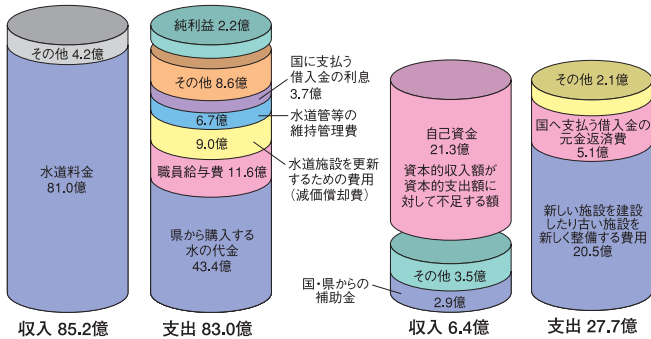 その他 4.2億
水道料金
81.0億
収入 85.2億
純利益 2.2億
その他 8.6億
国に支払う
借入金の利息
3.7億
6.7億
水道管等の
維持管理費
9.0億
水道施設を更新
するための費用
(減価償却費)
職員給与費 11.6億
県から購入する
水の代金
43.4億
支出 83.0億
自己資金
21.3億
資本的収入額が
資本的支出額に
対して不足する額
その他 3.5億
国・県からの
補助金
2.9億
収入 6.4億
その他 2.1億
国へ支払う借入金の
元金返済費
5.1億
新しい施設を建設
したり古い施設を
新しく整備する費用
20.5億
支出 27.7億